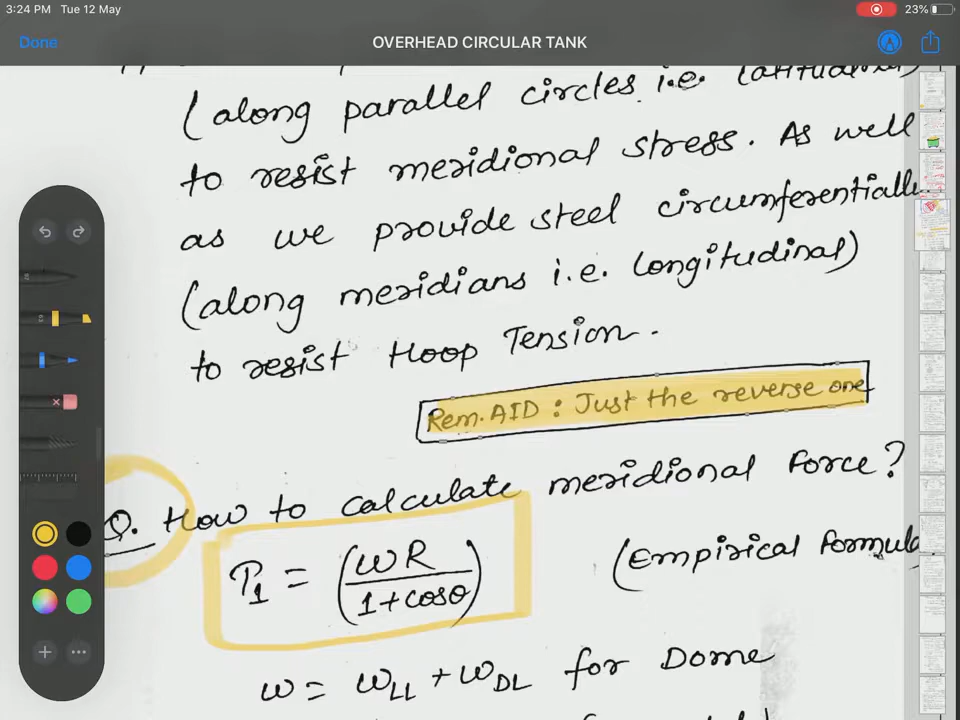 3:24 PM Tue 12 May
23%
Done
OVERHEAD CIRCULAR TANK
(along parallel circles i.e.
to resist meridional stress. As well
as we provide steel circumferentially
(along meridians i.e. longitudinal)
to resist Hoop Tension.
Rem. AID : Just the reverse one
Q. How to calculate meridional Force?
T1 = (wR / 1+cosθ) (Empirical Formula
w = wLL + wDL for Dome